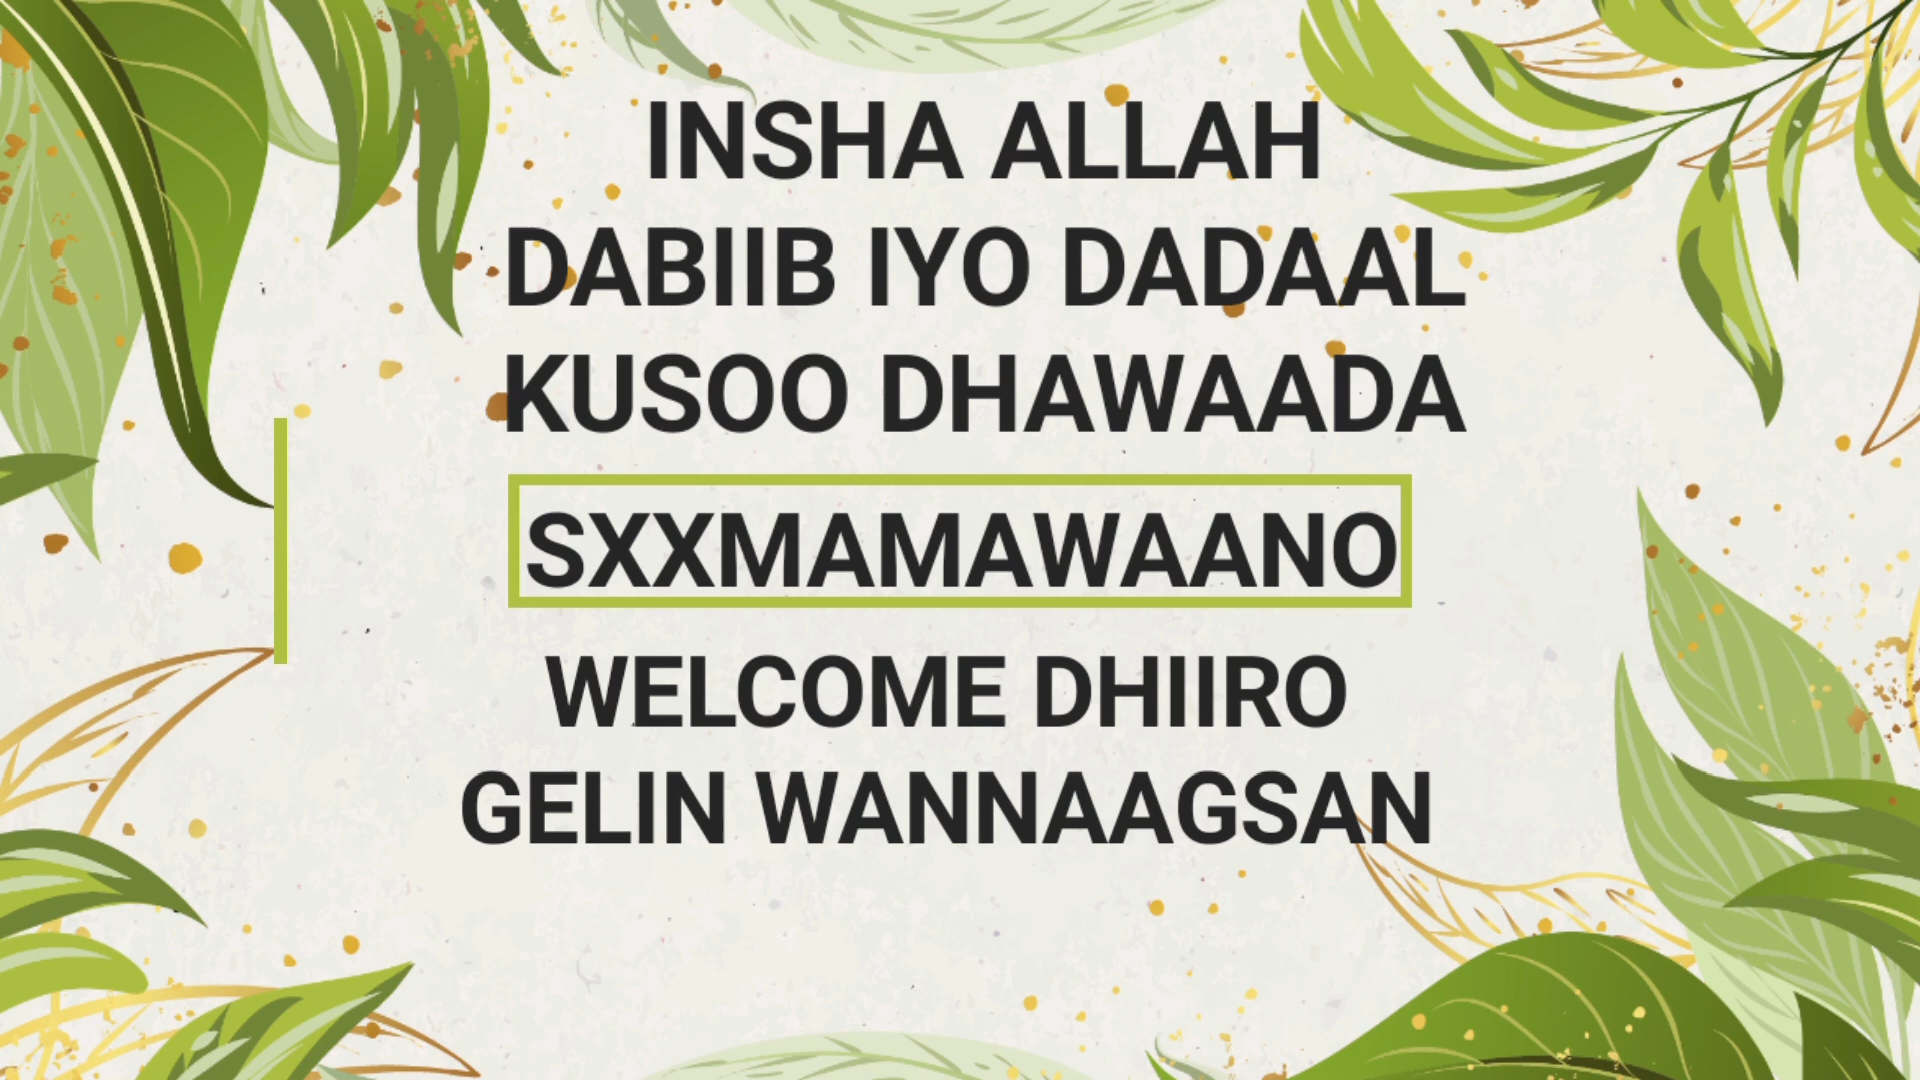 INSHA ALLAH
DABIIB IYO DADAAL
KUSOO DHAWAADA
SXXMAMAWAANO
WELCOME DHIIRO
GELIN WANNAAGSAN